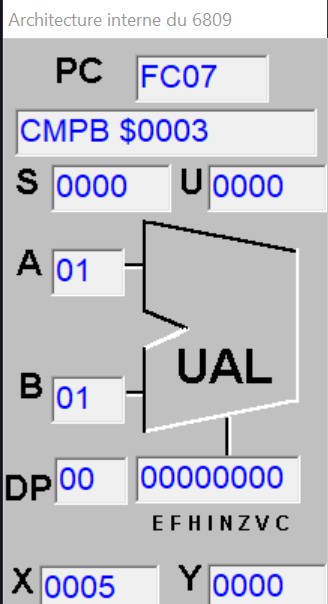 Architecture interne du 6809
PC FC07
CMPB $0003
S 0000 U 0000
A 01
UAL
B 01
DP 00 00000000
E F H I N Z V C
X 0005 Y 0000